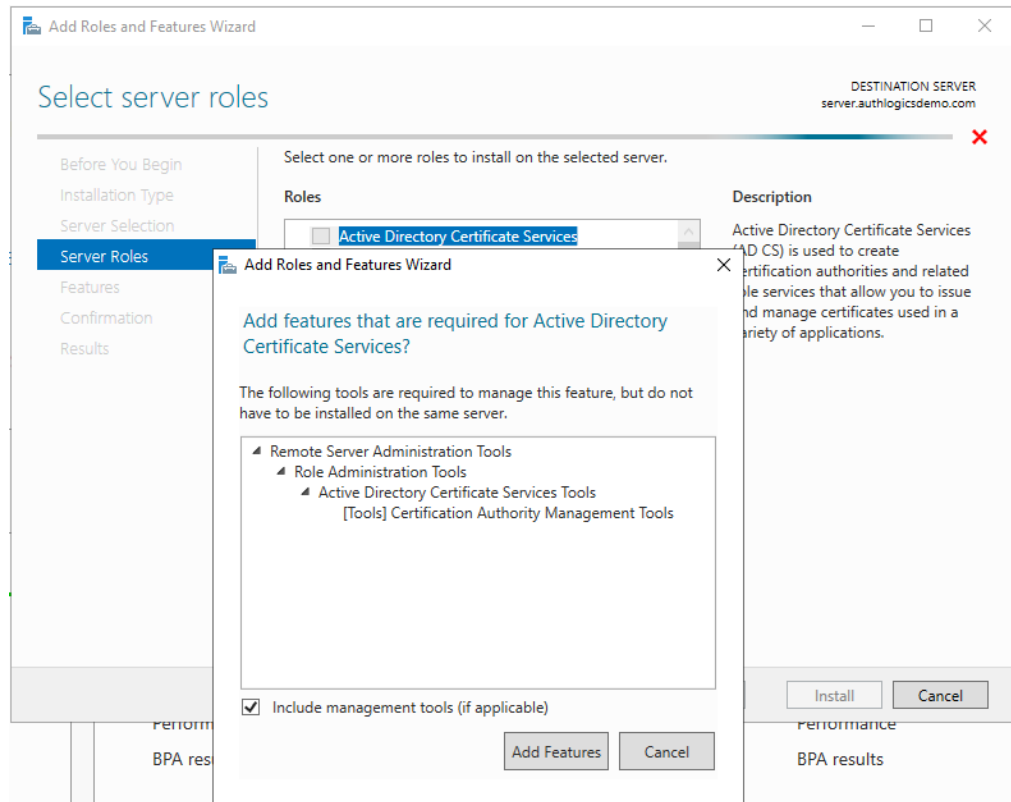 Add Roles and Features Wizard
Select server roles
DESTINATION SERVER
server.authlogicsdemo.com
Before You Begin
Installation Type
Server Selection
Server Roles
Features
Confirmation
Results
Select one or more roles to install on the selected server.
Roles
Active Directory Certificate Services
Description
Active Directory Certificate Services
(AD CS) is used to create
authorities and related
services that allow you to issue
manage certificates used in a
of applications.
Add Roles and Features Wizard
Add features that are required for Active Directory
Certificate Services?
The following tools are required to manage this feature, but do not
have to be installed on the same server.
Remote Server Administration Tools
Role Administration Tools
Active Directory Certificate Services Tools
[Tools] Certification Authority Management Tools
Include management tools (if applicable)
Add Features
Cancel
Install
Cancel
BPA
Performance
BPA results